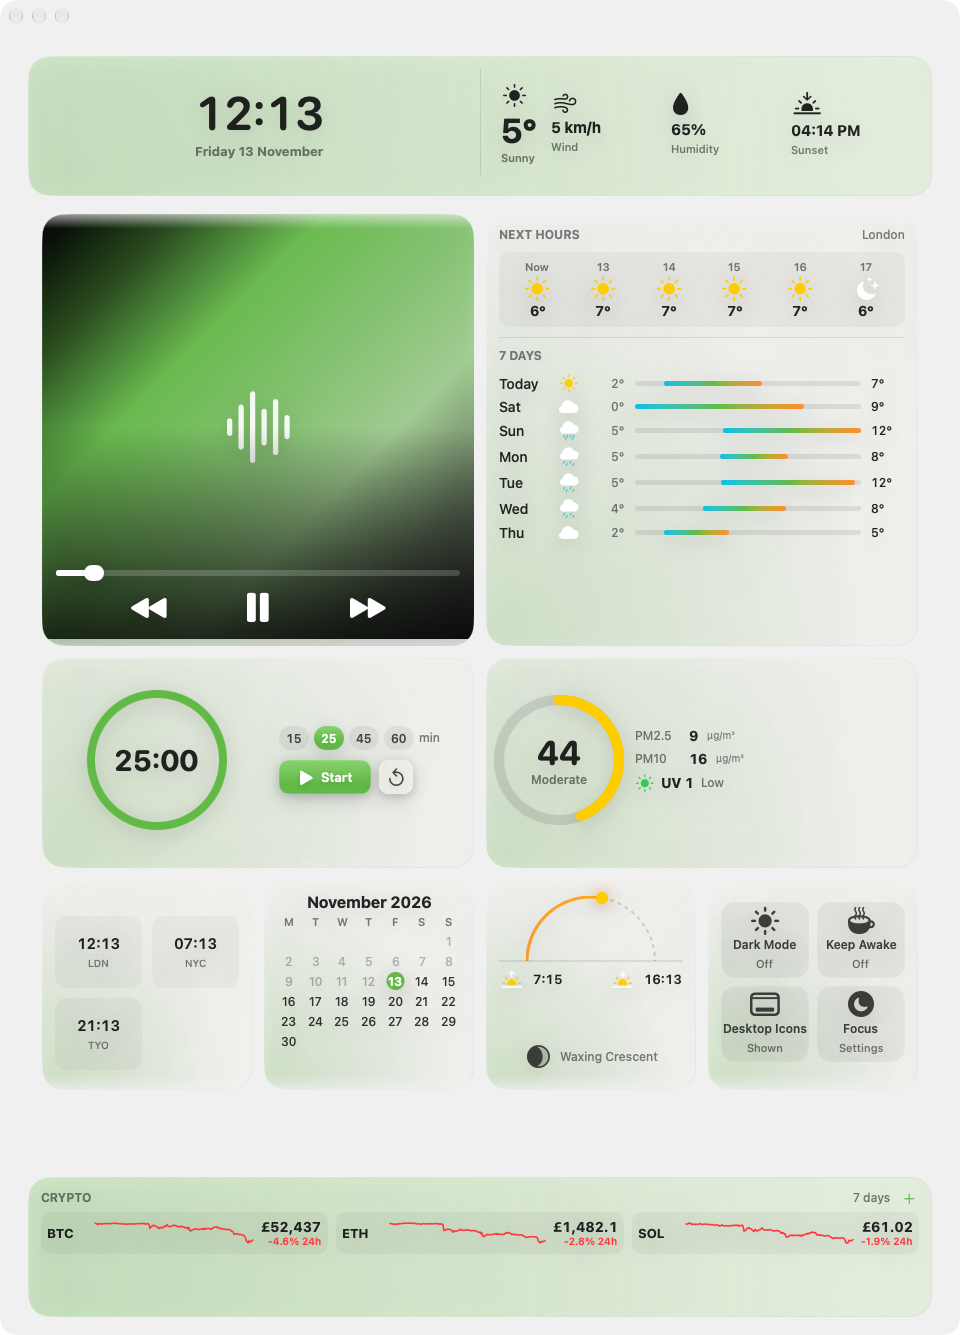 12:13
Friday 13 November
5°
Sunny
5 km/h
Wind
65%
Humidity
04:14 PM
Sunset
NEXT HOURS London
Now 13 14 15 16 17
6° 7° 7° 7° 7° 6°
7 DAYS
Today 2° 7°
Sat 0° 9°
Sun 5° 12°
Mon 5° 8°
Tue 5° 12°
Wed 4° 8°
Thu 2° 5°
25:00
15 25 45 60 min
Start
44
Moderate
PM2.5 9 µg/m³
PM10 16 µg/m³
UV 1 Low
12:13
LDN
07:13
NYC
21:13
TYO
November 2026
M T W T F S S
1
2 3 4 5 6 7 8
9 10 11 12 13 14 15
16 17 18 19 20 21 22
23 24 25 26 27 28 29
30
7:15 16:13
Waxing Crescent
Dark Mode
Off
Keep Awake
Off
Desktop Icons
Shown
Focus
Settings
CRYPTO 7 days +
BTC £52,437
-4.6% 24h
ETH £1,482.1
-2.8% 24h
SOL £61.02
-1.9% 24h